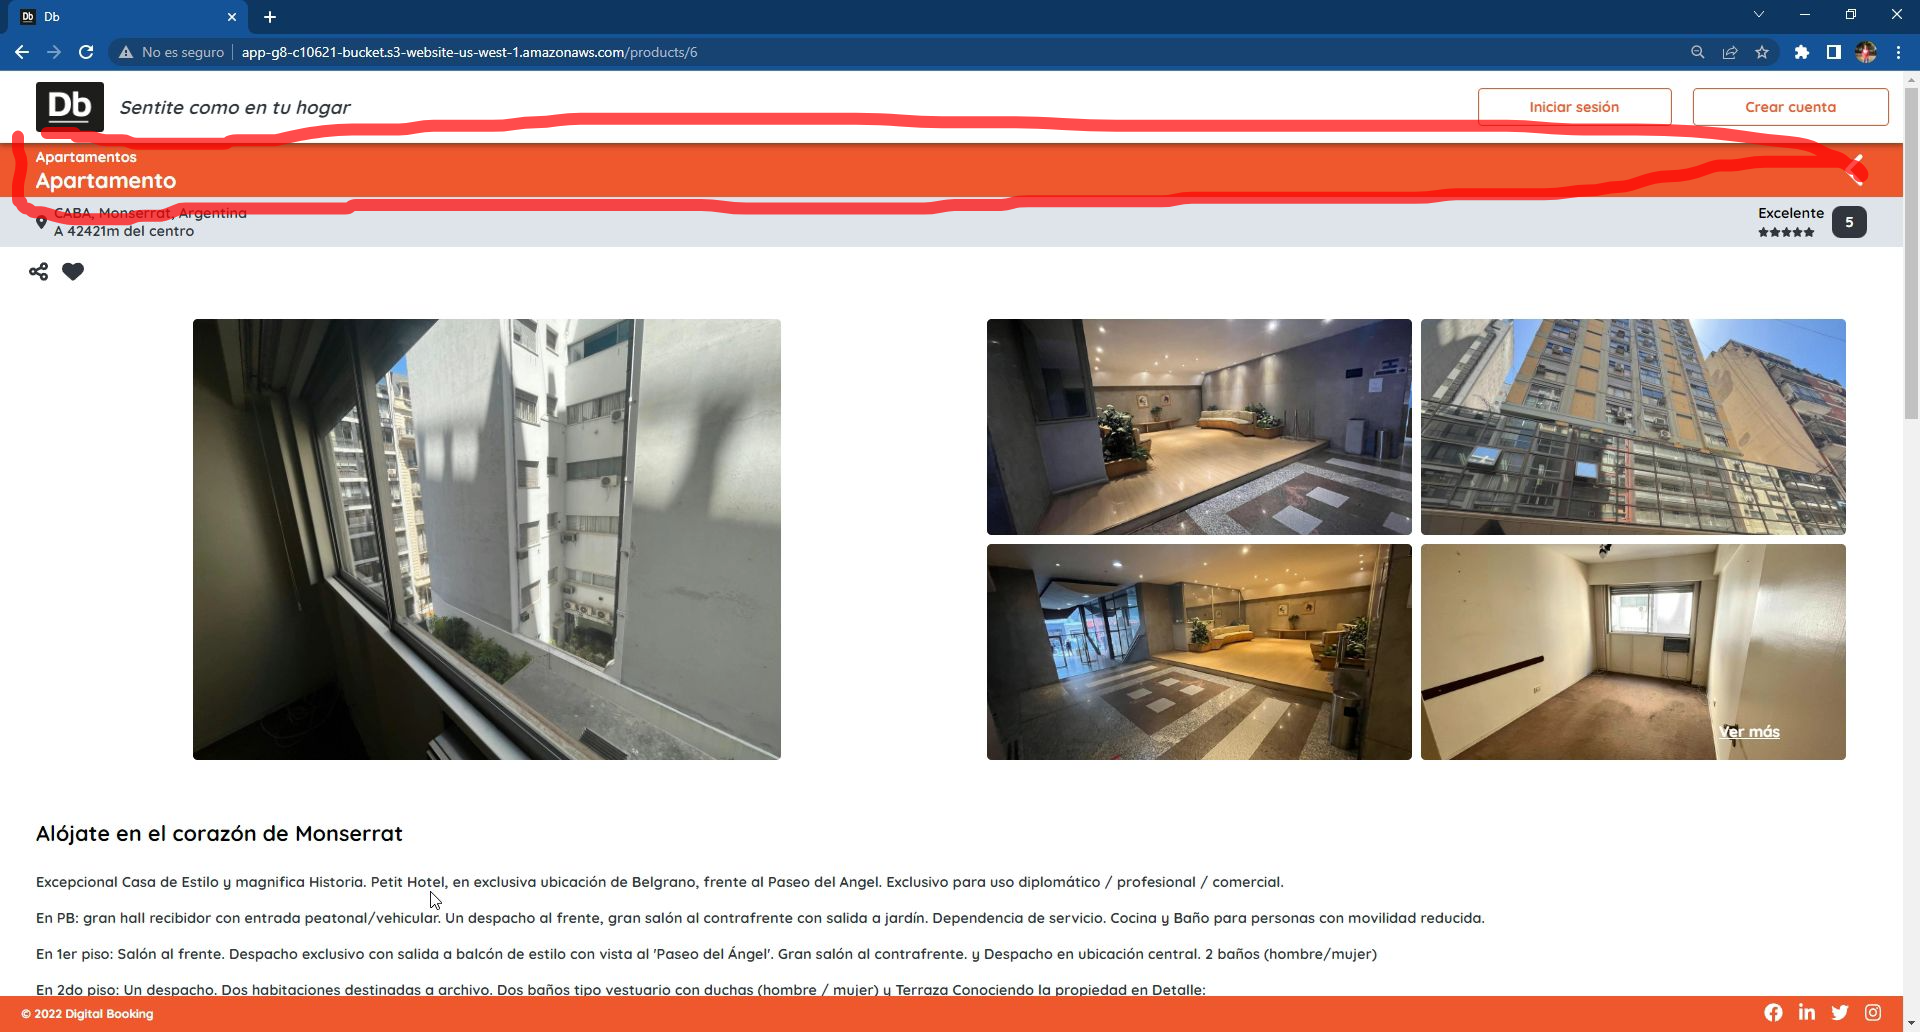 Db
No es seguro
app-g8-c10621-bucket.s3-website-us-west-1.amazonaws.com/products/6
Db
Sentite como en tu hogar
Iniciar sesión
Crear cuenta
Apartamentos
Apartamento
CABA, Monserrat, Argentina
A 42421m del centro
Excelente
5
Ver más
Alójate en el corazón de Monserrat
Excepcional Casa de Estilo y magnifica Historia. Petit Hotel, en exclusiva ubicación de Belgrano, frente al Paseo del Angel. Exclusivo para uso diplomático / profesional / comercial.
En PB: gran hall recibidor con entrada peatonal/vehicular. Un despacho al frente, gran salón al contrafrente con salida a jardín. Dependencia de servicio. Cocina y Baño para personas con movilidad reducida.
En 1er piso: Salón al frente. Despacho exclusivo con salida a balcón de estilo con vista al 'Paseo del Ángel'. Gran salón al contrafrente. y Despacho en ubicación central. 2 baños (hombre/mujer)
En 2do piso: Un despacho. Dos habitaciones destinadas a archivo. Dos baños tipo vestuario con duchas (hombre / mujer) y Terraza Conociendo la propiedad en Detalle:
© 2022 Digital Booking